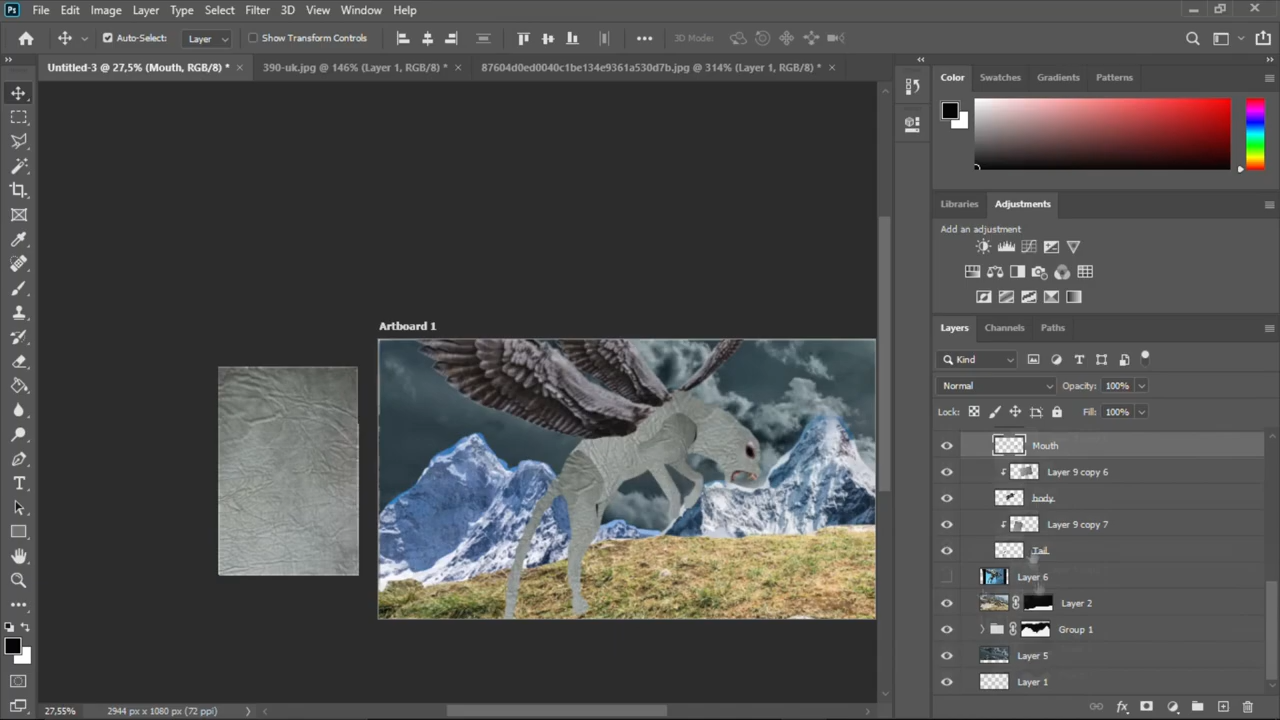 Ps File Edit Image Layer Type Select Filter 3D View Window Help
Auto-Select: Layer Show Transform Controls 3D Mode:
Untitled-3 @ 27,5% (Mouth, RGB/8) * 390-uk.jpg @ 146% (Layer 1, RGB/8) * 87604d0ed0040c1be134e9361a530d7b.jpg @ 314% (Layer 1, RGB/8) *
Color Swatches Gradients Patterns
Libraries Adjustments
Add an adjustment
Layers Channels Paths
Kind
Normal Opacity: 100%
Lock: Fill: 100%
Mouth
Layer 9 copy 6
body
Layer 9 copy 7
Tail
Layer 6
Layer 2
Group 1
Layer 5
Layer 1
Artboard 1
27,55% 2944 px x 1080 px (72 ppi)